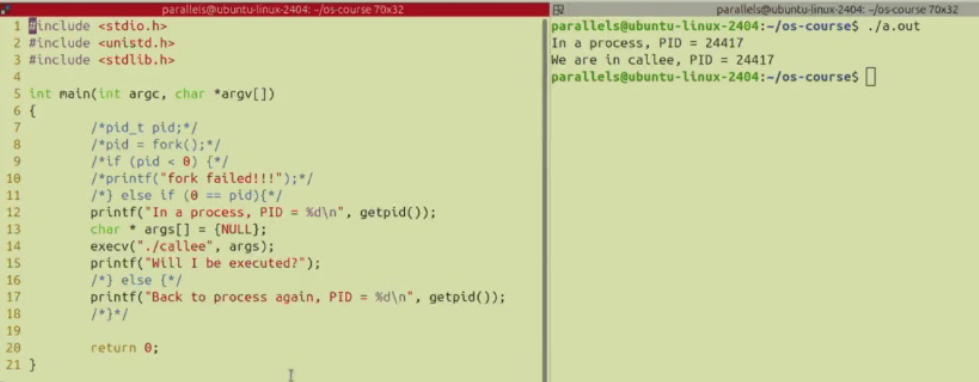 parallels@ubuntu-linux-2404: ~/os-course 70x32
1 #include <stdio.h>
2 #include <unistd.h>
3 #include <stdlib.h>
4
5 int main(int argc, char *argv[])
6 {
7 /*pid_t pid;*/
8 /*pid = fork();*/
9 /*if (pid < 0) {*/
10 /*printf("fork failed!!!");*/
11 /*} else if (0 == pid){*/
12 printf("In a process, PID = %d\n", getpid());
13 char * args[] = {NULL};
14 execv("./callee", args);
15 printf("Will I be executed?");
16 /*} else {*/
17 printf("Back to process again, PID = %d\n", getpid());
18 /*}*/
19
20 return 0;
21 }
parallels@ubuntu-linux-2404: ~/os-course 70x32
parallels@ubuntu-linux-2404:~/os-course$ ./a.out
In a process, PID = 24417
We are in callee, PID = 24417
parallels@ubuntu-linux-2404:~/os-course$